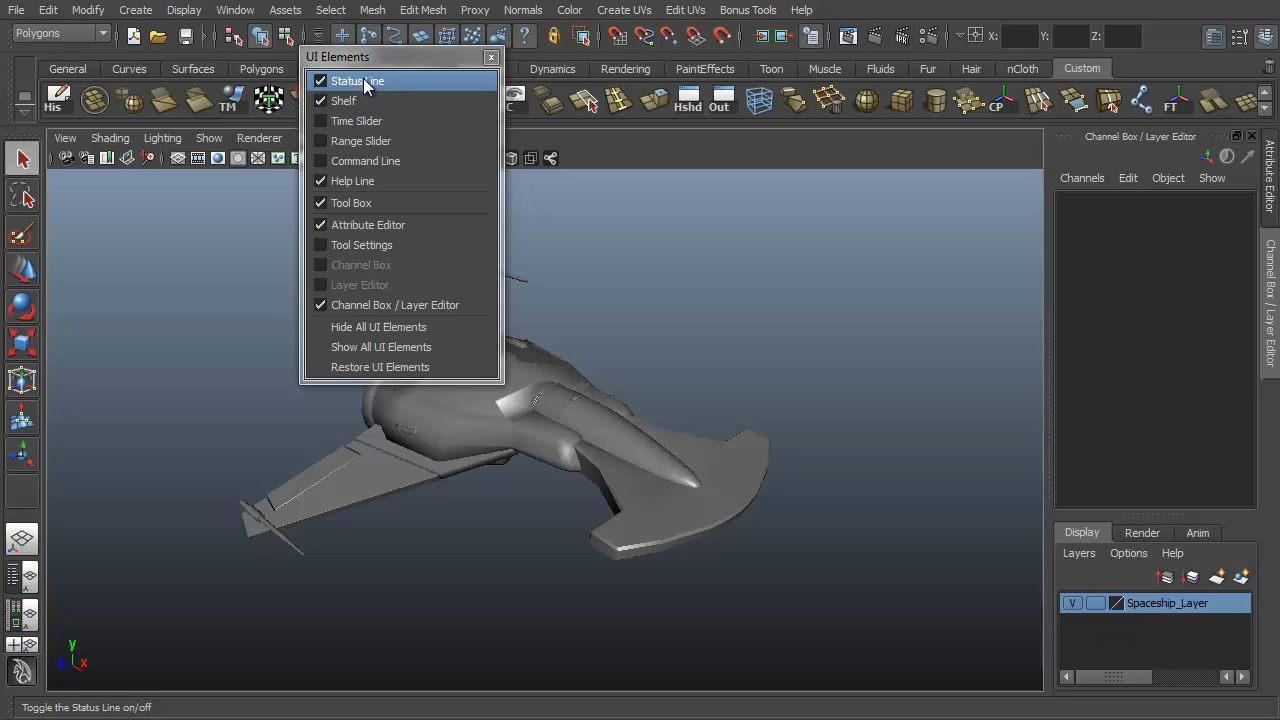 File Edit Modify Create Display Window Assets Select Mesh Edit Mesh Proxy Normals Color Create UVs Edit UVs Bonus Tools Help
Polygons X: Y: Z:
UI Elements
General Curves Surfaces Polygons Dynamics Rendering PaintEffects Toon Muscle Fluids Fur Hair nCloth Custom
His TM Hshd Out CP FT
Status Line
Shelf
Time Slider
Range Slider
Command Line
Help Line
Tool Box
Attribute Editor
Tool Settings
Channel Box
Layer Editor
Channel Box / Layer Editor
Hide All UI Elements
Show All UI Elements
Restore UI Elements
View Shading Lighting Show Renderer
Channel Box / Layer Editor
Channels Edit Object Show
Attribute Editor
Channel Box / Layer Editor
Display Render Anim
Layers Options Help
V Spaceship_Layer
y
z x
Toggle the Status Line on/off